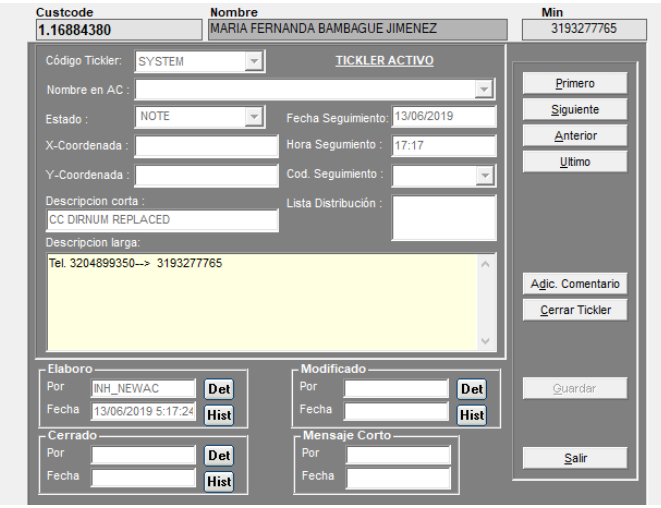 Custcode Nombre Min
1.16884380 MARIA FERNANDA BAMBAGUE JIMENEZ 3193277765
Código Tickler: SYSTEM TICKLER ACTIVO
Nombre en AC :
Estado : NOTE Fecha Seguimiento: 13/06/2019
X-Coordenada : Hora Segumiento : 17:17
Y-Coordenada : Cod. Seguimiento :
Descripcion corta : Lista Distribución :
CC DIRNUM REPLACED
Descripcion larga:
Tel. 3204899350--> 3193277765
Primero
Siguiente
Anterior
Ultimo
Adic. Comentario
Cerrar Tickler
Guardar
Salir
Elaboro Modificado
Por INH_NEWAC Det Por Det
Fecha 13/06/2019 5:17:24 Hist Fecha Hist
Cerrado Mensaje Corto
Por Det Por
Fecha Hist Fecha